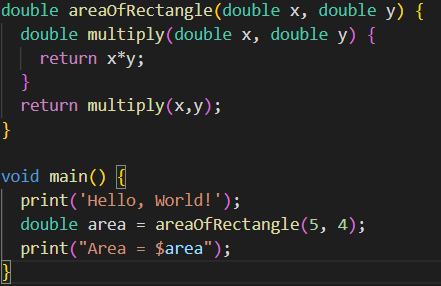 double areaOfRectangle(double x, double y) {
  double multiply(double x, double y) {
    return x*y;
  }
  return multiply(x,y);
}

void main() {
  print('Hello, World!');
  double area = areaOfRectangle(5, 4);
  print("Area = $area");
}